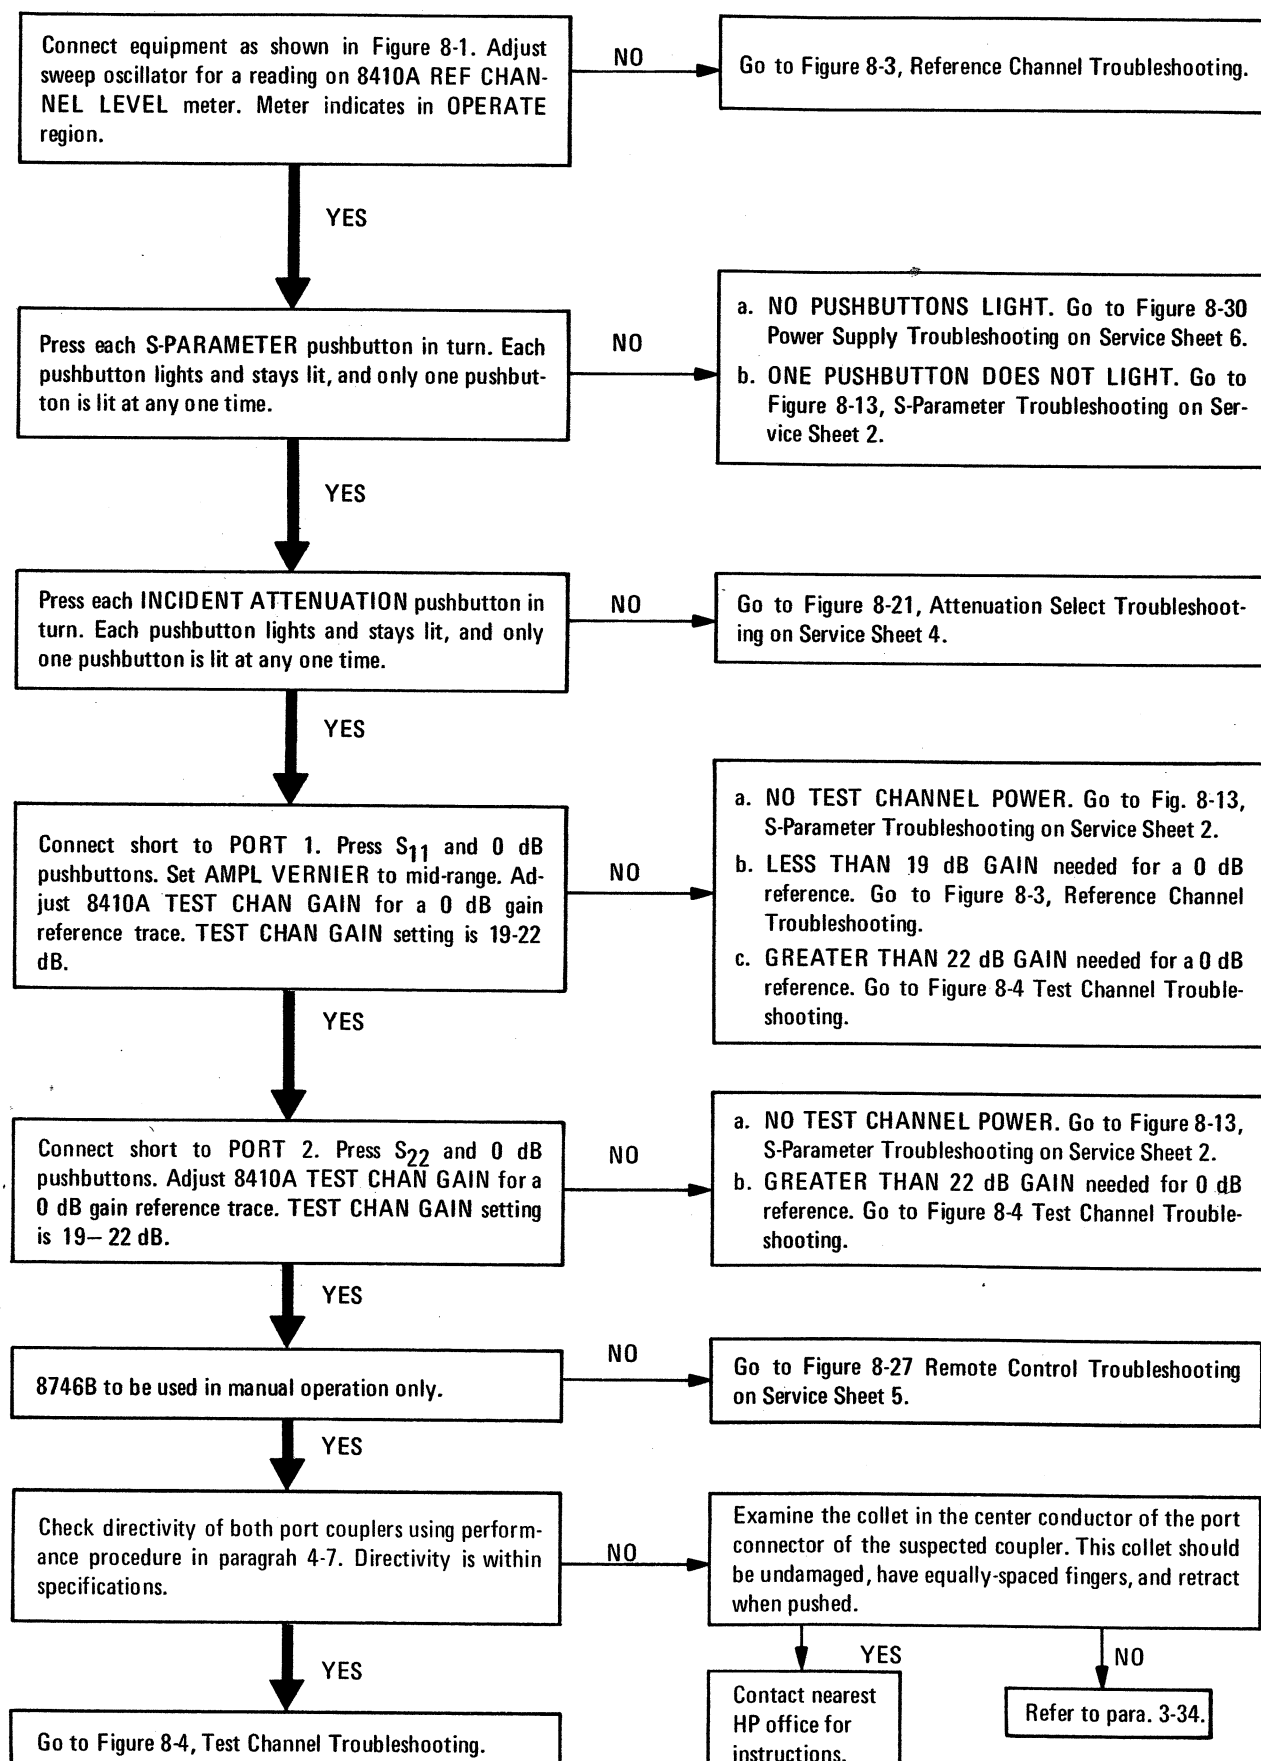 Connect equipment as shown in Figure 8-1. Adjust
sweep oscillator for a reading on 8410A REF CHAN-
NEL LEVEL meter. Meter indicates in OPERATE
region.
NO
Go to Figure 8-3, Reference Channel Troubleshooting.
YES
Press each S-PARAMETER pushbutton in turn. Each
pushbutton lights and stays lit, and only one pushbut-
ton is lit at any one time.
NO
a. NO PUSHBUTTONS LIGHT. Go to Figure 8-30
Power Supply Troubleshooting on Service Sheet 6.
b. ONE PUSHBUTTON DOES NOT LIGHT. Go to
Figure 8-13, S-Parameter Troubleshooting on Ser-
vice Sheet 2.
YES
Press each INCIDENT ATTENUATION pushbutton in
turn. Each pushbutton lights and stays lit, and only
one pushbutton is lit at any one time.
NO
Go to Figure 8-21, Attenuation Select Troubleshoot-
ing on Service Sheet 4.
YES
Connect short to PORT 1. Press S11 and 0 dB
pushbuttons. Set AMPL VERNIER to mid-range. Ad-
just 8410A TEST CHAN GAIN for a 0 dB gain
reference trace. TEST CHAN GAIN setting is 19-22
dB.
NO
a. NO TEST CHANNEL POWER. Go to Fig. 8-13,
S-Parameter Troubleshooting on Service Sheet 2.
b. LESS THAN 19 dB GAIN needed for a 0 dB
reference. Go to Figure 8-3, Reference Channel
Troubleshooting.
c. GREATER THAN 22 dB GAIN needed for a 0 dB
reference. Go to Figure 8-4 Test Channel Trouble-
shooting.
YES
Connect short to PORT 2. Press S22 and 0 dB
pushbuttons. Adjust 8410A TEST CHAN GAIN for a
0 dB gain reference trace. TEST CHAN GAIN setting
is 19– 22 dB.
NO
a. NO TEST CHANNEL POWER. Go to Figure 8-13,
S-Parameter Troubleshooting on Service Sheet 2.
b. GREATER THAN 22 dB GAIN needed for 0 dB
reference. Go to Figure 8-4 Test Channel Trouble-
shooting.
YES
8746B to be used in manual operation only.
NO
Go to Figure 8-27 Remote Control Troubleshooting
on Service Sheet 5.
YES
Check directivity of both port couplers using perform-
ance procedure in paragrah 4-7. Directivity is within
specifications.
NO
Examine the collet in the center conductor of the port
connector of the suspected coupler. This collet should
be undamaged, have equally-spaced fingers, and retract
when pushed.
YES
Go to Figure 8-4, Test Channel Troubleshooting.
YES
Contact nearest
HP office for
instructions.
NO
Refer to para. 3-34.